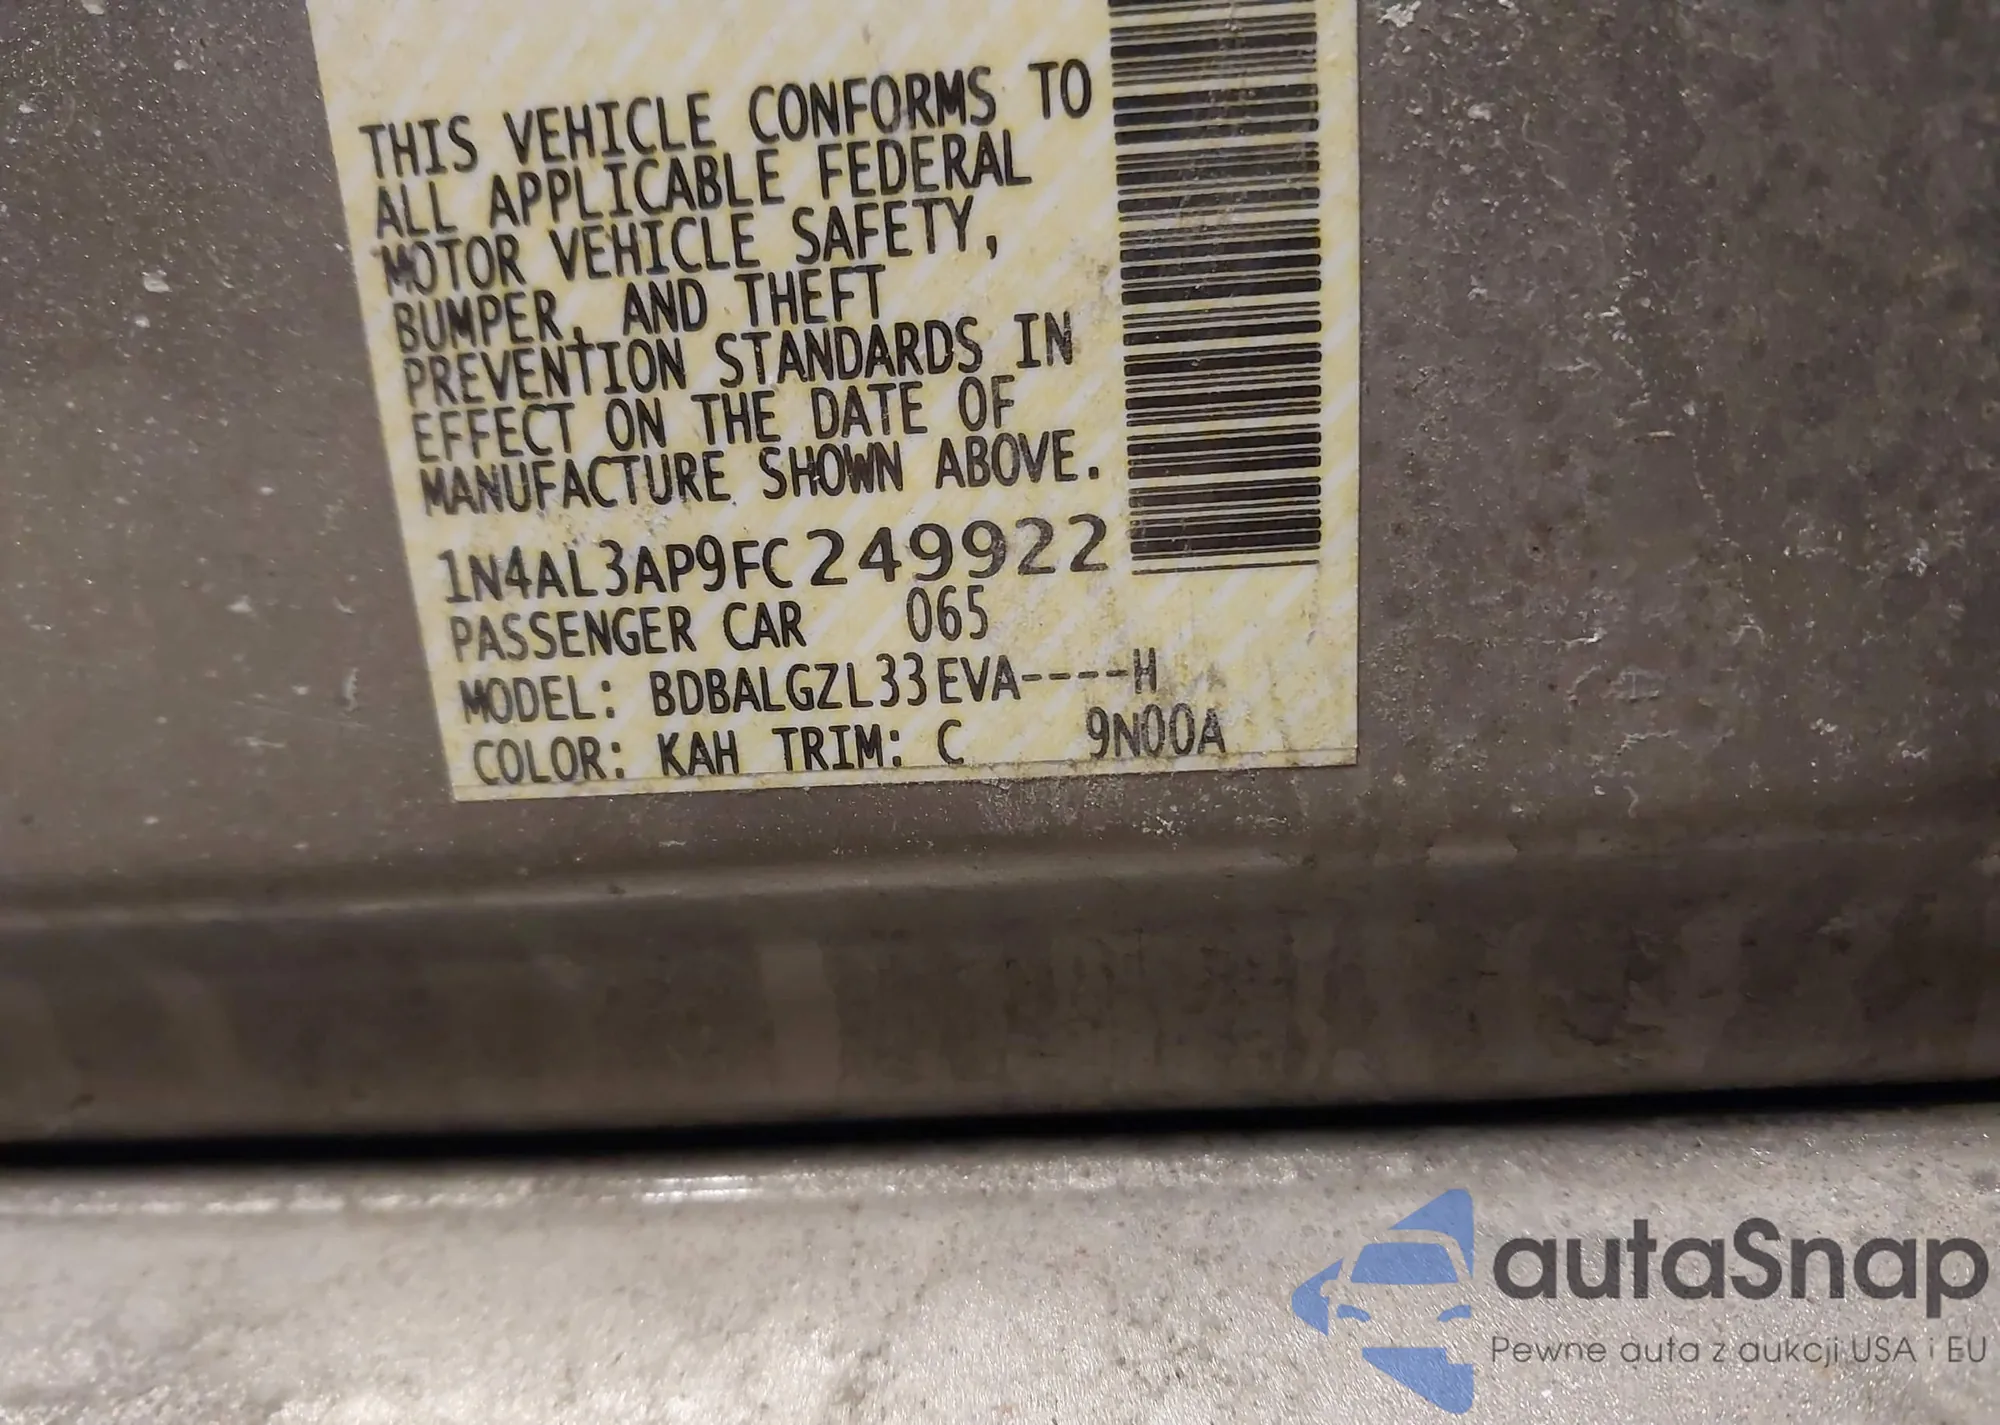 THIS VEHICLE CONFORMS TO
ALL APPLICABLE FEDERAL
MOTOR VEHICLE SAFETY,
BUMPER, AND THEFT
PREVENTION STANDARDS IN
EFFECT ON THE DATE OF
MANUFACTURE SHOWN ABOVE.
1N4AL3AP9FC249922
PASSENGER CAR 065
MODEL: BDBALGZL33EVA----H
COLOR: KAH TRIM: C 9N00A
autaSnap
Pewne auta z aukcji USA i EU